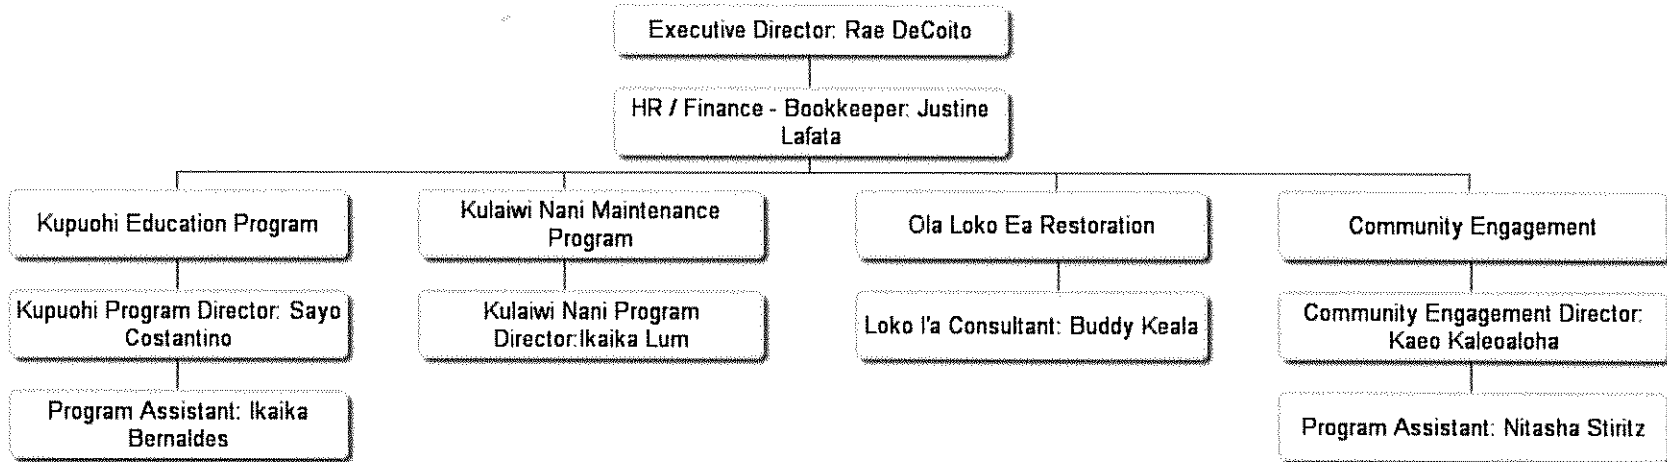 Executive Director: Rae DeCoito
HR / Finance - Bookkeeper: Justine
Lafata
Kupuohi Education Program
Kulaiwi Nani Maintenance
Program
Ola Loko Ea Restoration
Community Engagement
Kupuohi Program Director: Sayo
Costantino
Kulaiwi Nani Program
Director:Ikaika Lum
Loko I'a Consultant: Buddy Keala
Community Engagement Director:
Kaeo Kaleoaloha
Program Assistant: Ikaika
Bernaldes
Program Assistant: Nitasha Stiritz